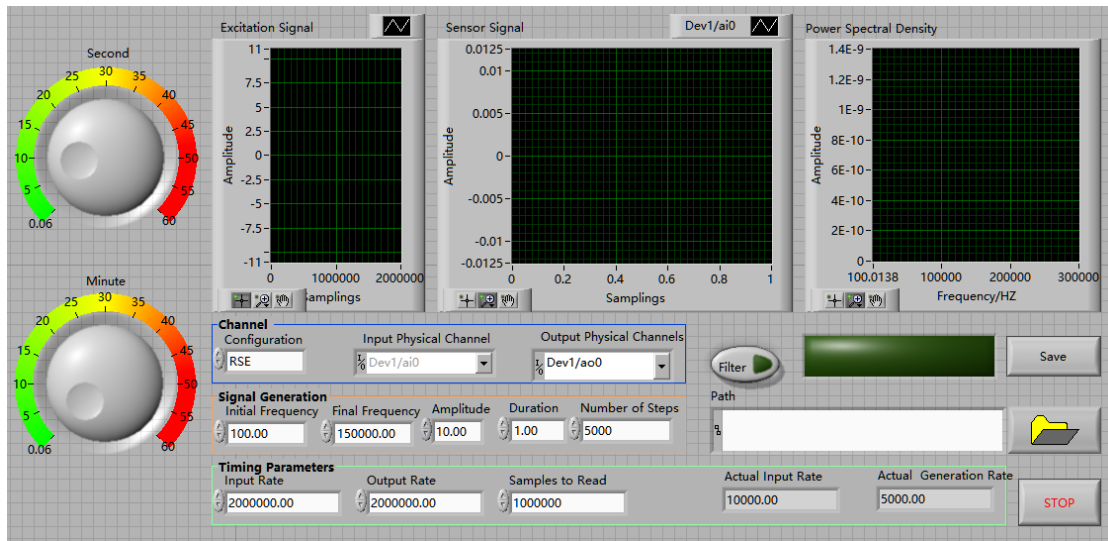 Second
0.06
5
10
15
20
25
30
35
40
45
50
55
60
Minute
0.06
5
10
15
20
25
30
35
40
45
50
55
60
Excitation Signal
Amplitude
11
7.5
5
2.5
0
-2.5
-5
-7.5
-11
0 1000000 2000000
Samplings
Sensor Signal Dev1/ai0
Amplitude
0.0125
0.01
0.005
0
-0.005
-0.01
-0.0125
0 0.2 0.4 0.6 0.8 1
Samplings
Power Spectral Density
Amplitude
1.4E-9
1.2E-9
1E-9
8E-10
6E-10
4E-10
2E-10
0
100.0138 100000 200000 300000
Frequency/HZ
Channel
Configuration Input Physical Channel Output Physical Channels
RSE Dev1/ai0 Dev1/ao0
Signal Generation
Initial Frequency Final Frequency Amplitude Duration Number of Steps
100.00 150000.00 10.00 1.00 5000
Filter
Save
Path
Timing Parameters
Input Rate Output Rate Samples to Read Actual Input Rate Actual Generation Rate
2000000.00 2000000.00 1000000 10000.00 5000.00
STOP